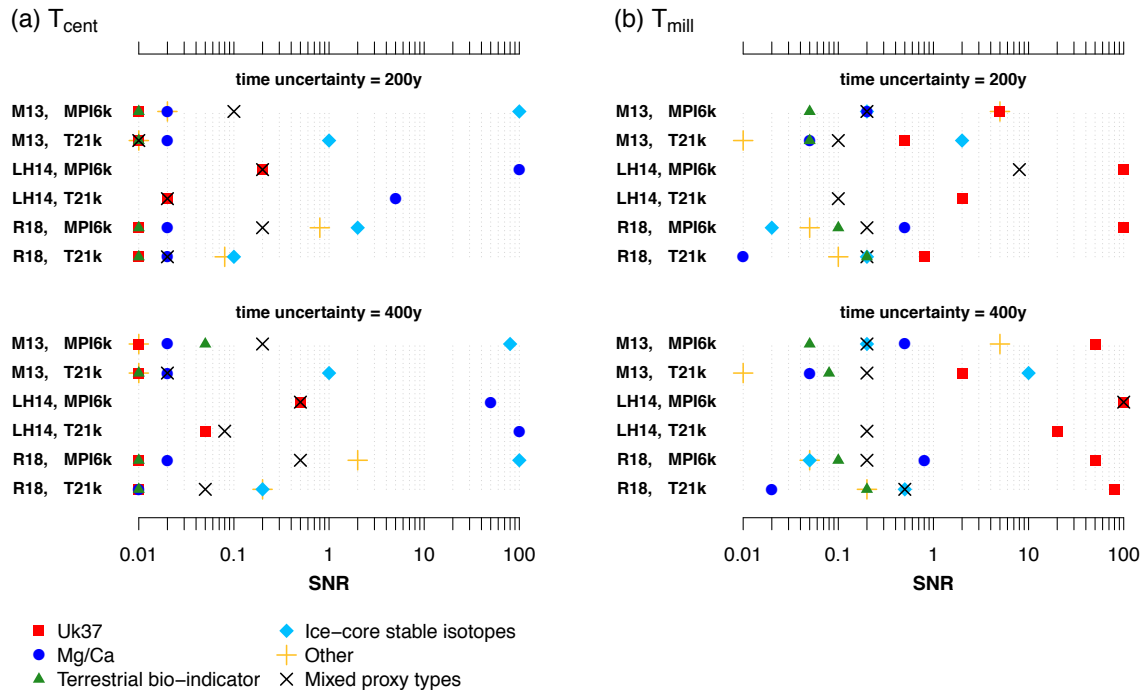 (a) T_cent
(b) T_mill
time uncertainty = 200y
M13, MPI6k
M13, T21k
LH14, MPI6k
LH14, T21k
R18, MPI6k
R18, T21k
time uncertainty = 400y
M13, MPI6k
M13, T21k
LH14, MPI6k
LH14, T21k
R18, MPI6k
R18, T21k
0.01 0.1 1 10 100
SNR
time uncertainty = 200y
M13, MPI6k
M13, T21k
LH14, MPI6k
LH14, T21k
R18, MPI6k
R18, T21k
time uncertainty = 400y
M13, MPI6k
M13, T21k
LH14, MPI6k
LH14, T21k
R18, MPI6k
R18, T21k
0.01 0.1 1 10 100
SNR
Uk37
Mg/Ca
Terrestrial bio−indicator
Ice−core stable isotopes
Other
Mixed proxy types